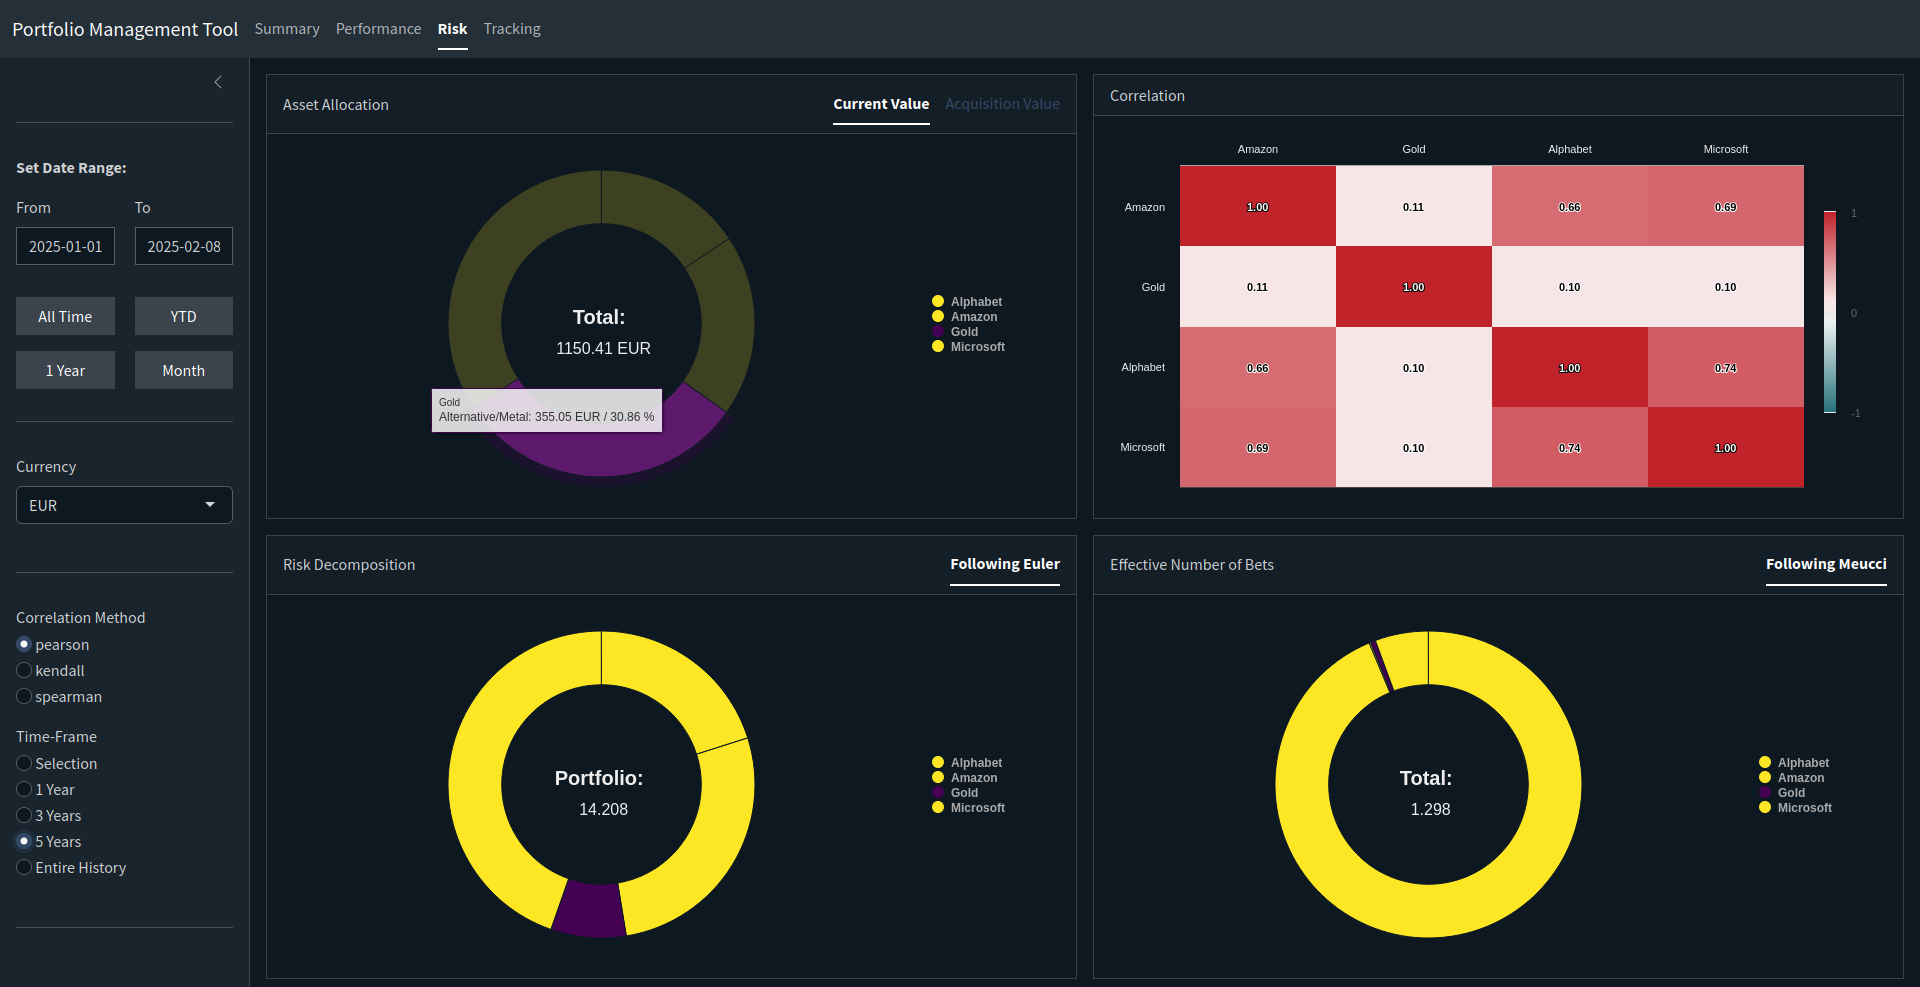 Portfolio Management Tool Summary Performance Risk Tracking
Set Date Range:
From To
2025-01-01 2025-02-08
All Time YTD
1 Year Month
Currency
EUR
Correlation Method
pearson
kendall
spearman
Time-Frame
Selection
1 Year
3 Years
5 Years
Entire History
Asset Allocation Current Value Acquisition Value
Total:
1150.41 EUR
Gold
Alternative/Metal: 355.05 EUR / 30.86 %
Alphabet
Amazon
Gold
Microsoft
Correlation
Amazon Gold Alphabet Microsoft
Amazon 1.00 0.11 0.66 0.69
Gold 0.11 1.00 0.10 0.10
Alphabet 0.66 0.10 1.00 0.74
Microsoft 0.69 0.10 0.74 1.00
1
0
-1
Risk Decomposition Following Euler
Portfolio:
14.208
Alphabet
Amazon
Gold
Microsoft
Effective Number of Bets Following Meucci
Total:
1.298
Alphabet
Amazon
Gold
Microsoft